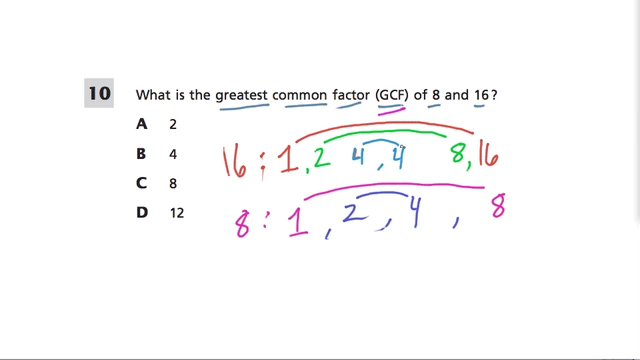 10 What is the greatest common factor (GCF) of 8 and 16?
A 2
B 4
C 8
D 12
16 : 1, 2 4, 4 8, 16
8 : 1, 2, 4, 8